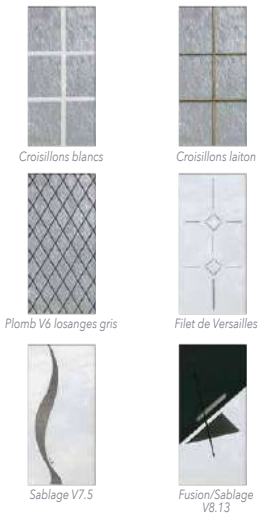 Croisillons blancs
Croisillons laiton
Plomb V6 losanges gris
Filet de Versailles
Sablage V7.5
Fusion/Sablage
V8.13